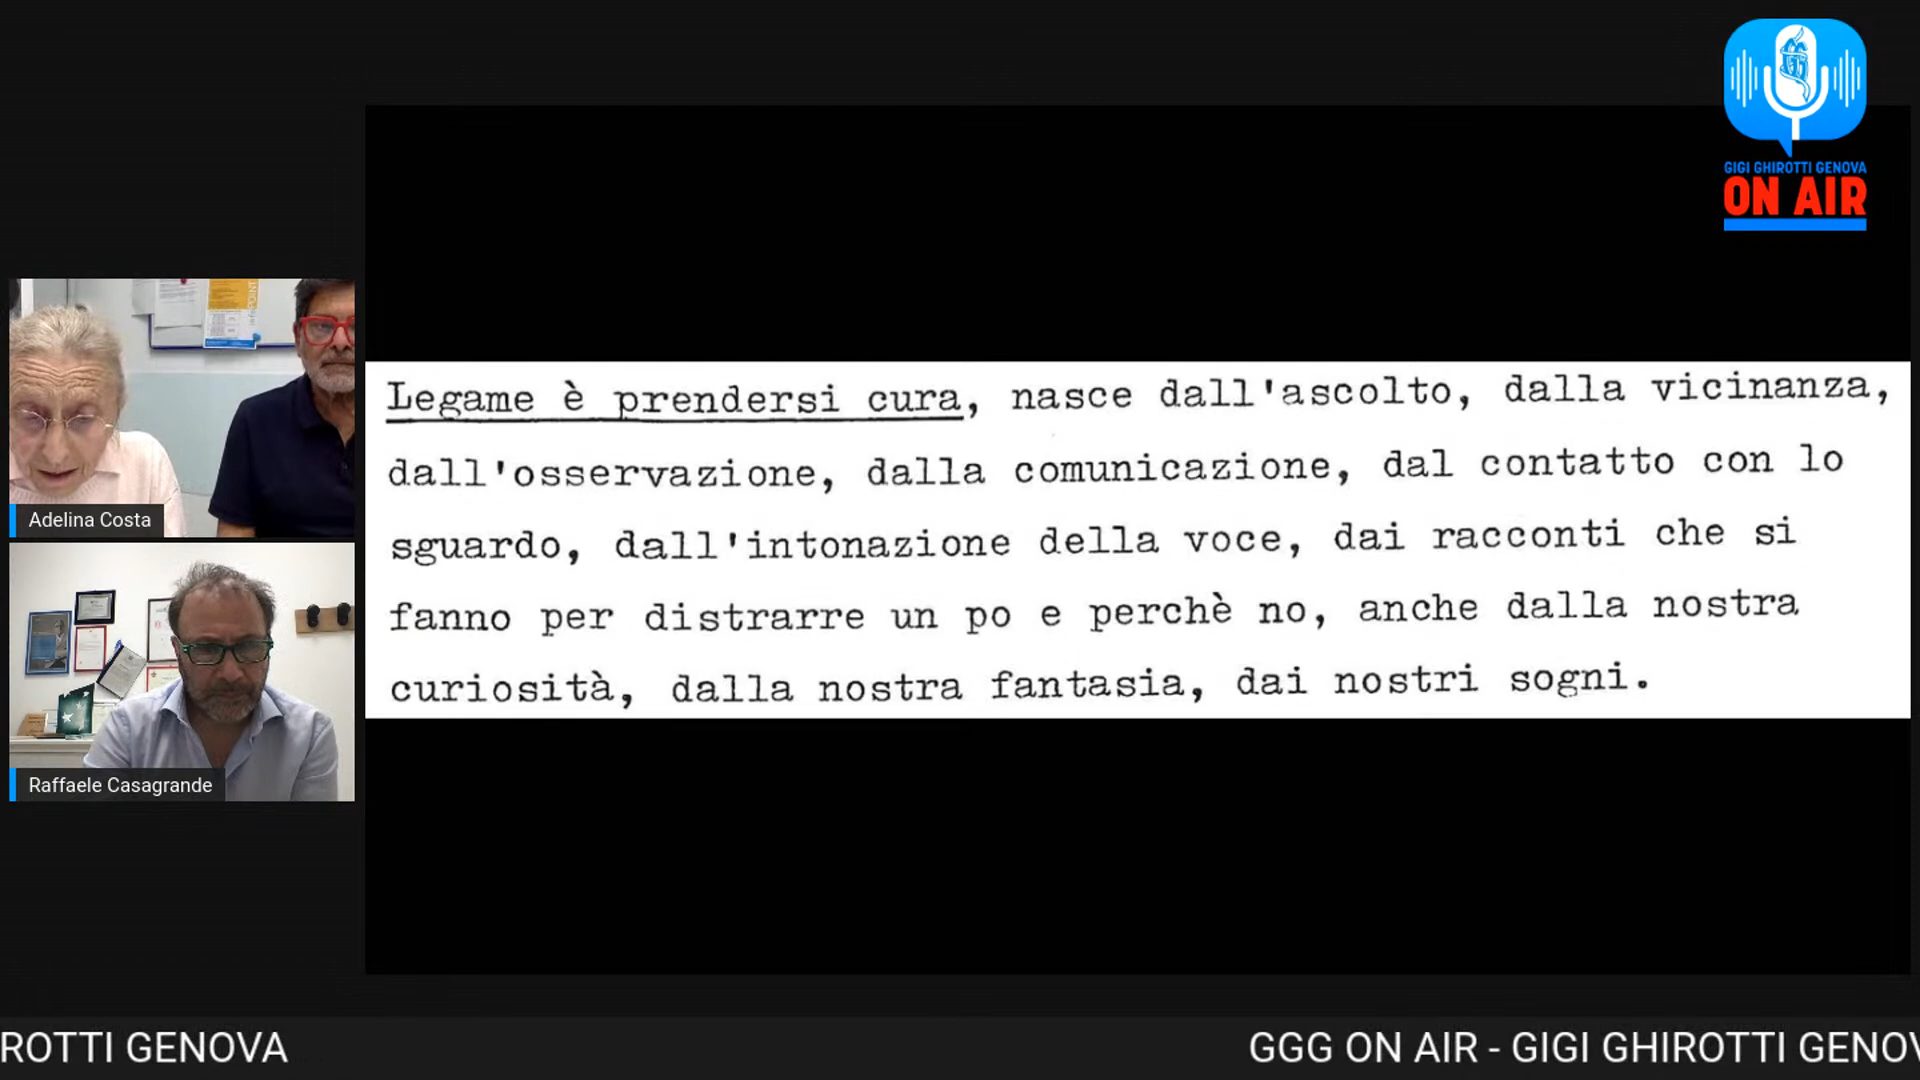 GIGI GHIROTTI GENOVA
ON AIR
Adelina Costa
Raffaele Casagrande
Legame è prendersi cura, nasce dall'ascolto, dalla vicinanza,
dall'osservazione, dalla comunicazione, dal contatto con lo
sguardo, dall'intonazione della voce, dai racconti che si
fanno per distrarre un po e perchè no, anche dalla nostra
curiosità, dalla nostra fantasia, dai nostri sogni.
ROTTI GENOVA
GGG ON AIR - GIGI GHIROTTI GENOV